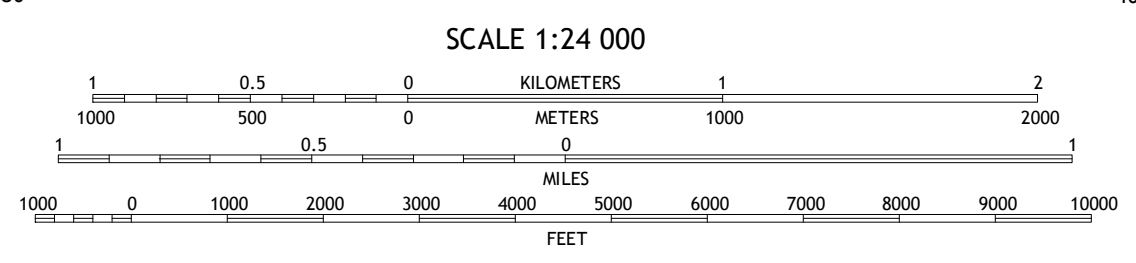 SCALE 1:24 000
1 0.5 0 KILOMETERS 1 2
1000 500 0 METERS 1000 2000
1 0.5 0 1
MILES
1000 0 1000 2000 3000 4000 5000 6000 7000 8000 9000 10000
FEET